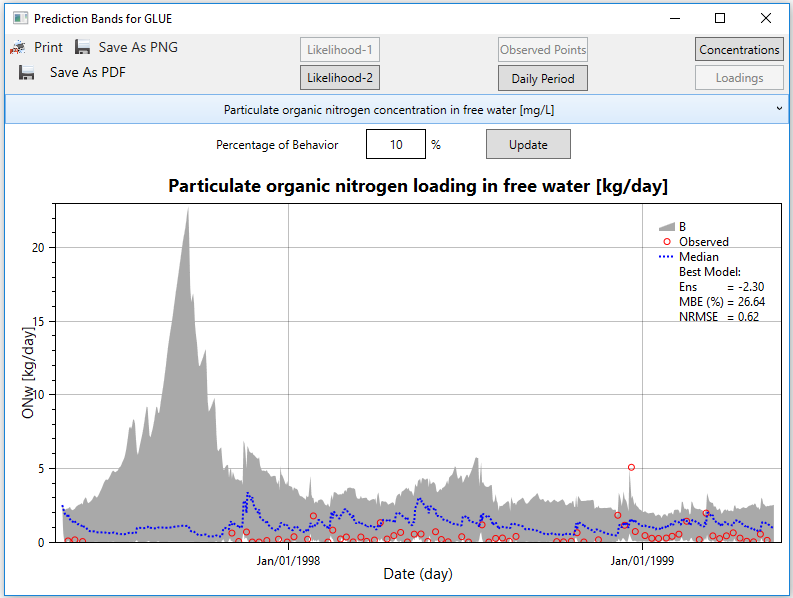 Prediction Bands for GLUE
Print Save As PNG
Save As PDF
Likelihood-1 Observed Points Concentrations
Likelihood-2 Daily Period Loadings
Particulate organic nitrogen concentration in free water [mg/L]
Percentage of Behavior 10 % Update
Particulate organic nitrogen loading in free water [kg/day]
B
Observed
Median
Best Model:
Ens = -2.30
MBE (%) = 26.64
NRMSE = 0.62
ONw [kg/day]
20
15
10
5
0
Jan/01/1998 Jan/01/1999
Date (day)